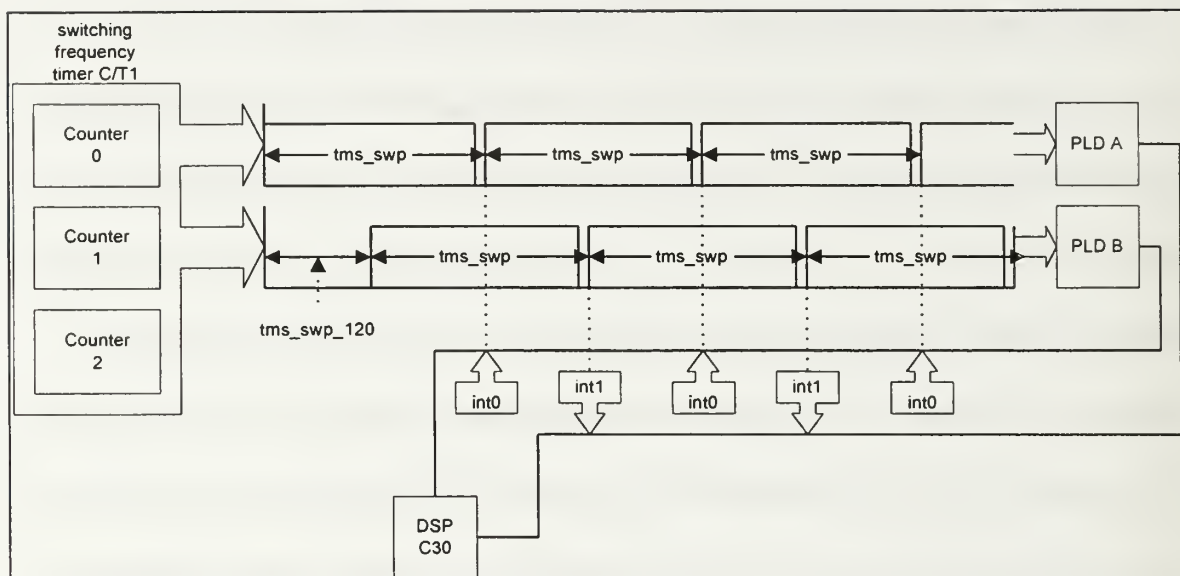 switching
frequency
timer C/T1
Counter
0
tms_swp
tms_swp
tms_swp
PLD A
Counter
1
tms_swp
tms_swp
tms_swp
PLD B
tms_swp_120
Counter
2
int0
int1
int0
int1
int0
DSP
C30